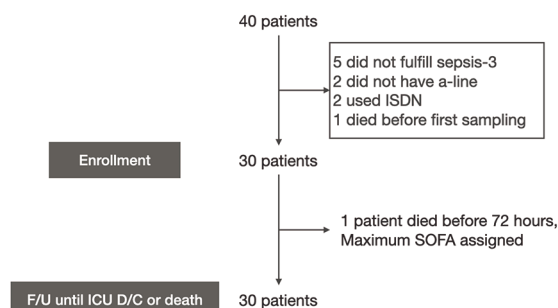 40 patients
5 did not fulfill sepsis-3
2 did not have a-line
2 used ISDN
1 died before first sampling
Enrollment
30 patients
1 patient died before 72 hours,
Maximum SOFA assigned
F/U until ICU D/C or death
30 patients